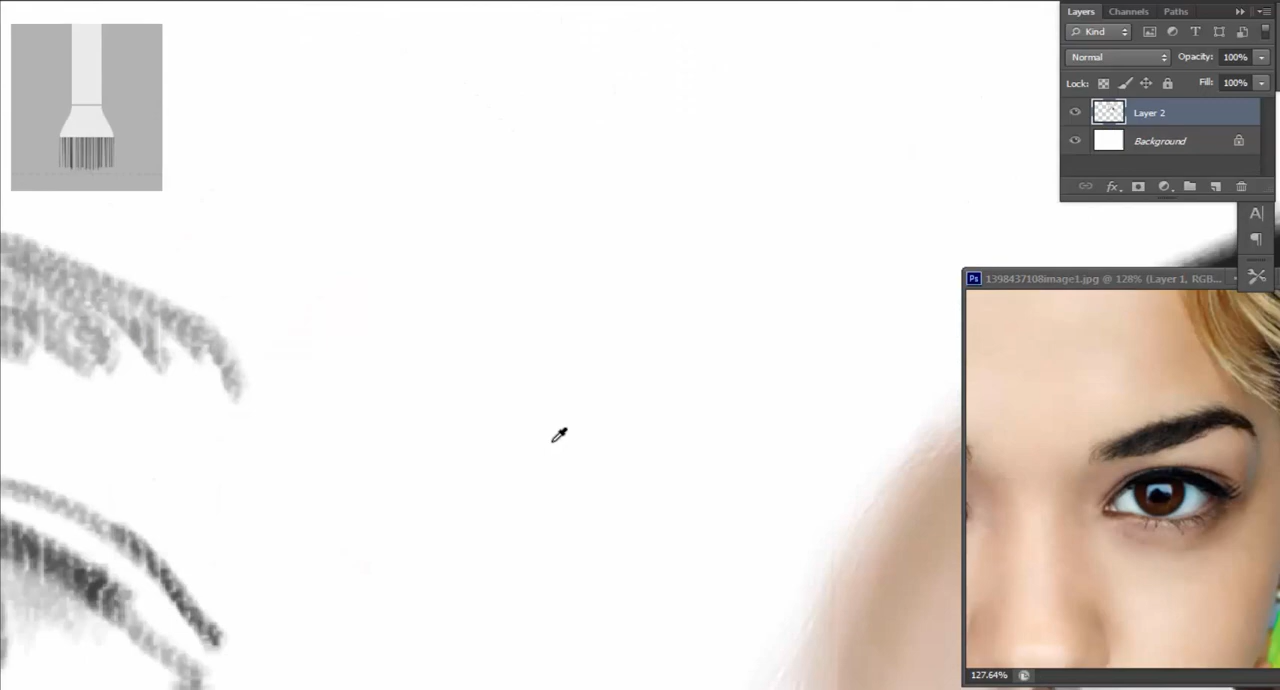 Layers Channels Paths
Kind
Normal Opacity: 100%
Lock: Fill: 100%
Layer 2
Background
fx
A
Ps 1398437108image1.jpg @ 128% (Layer 1, RGB...
127.64%